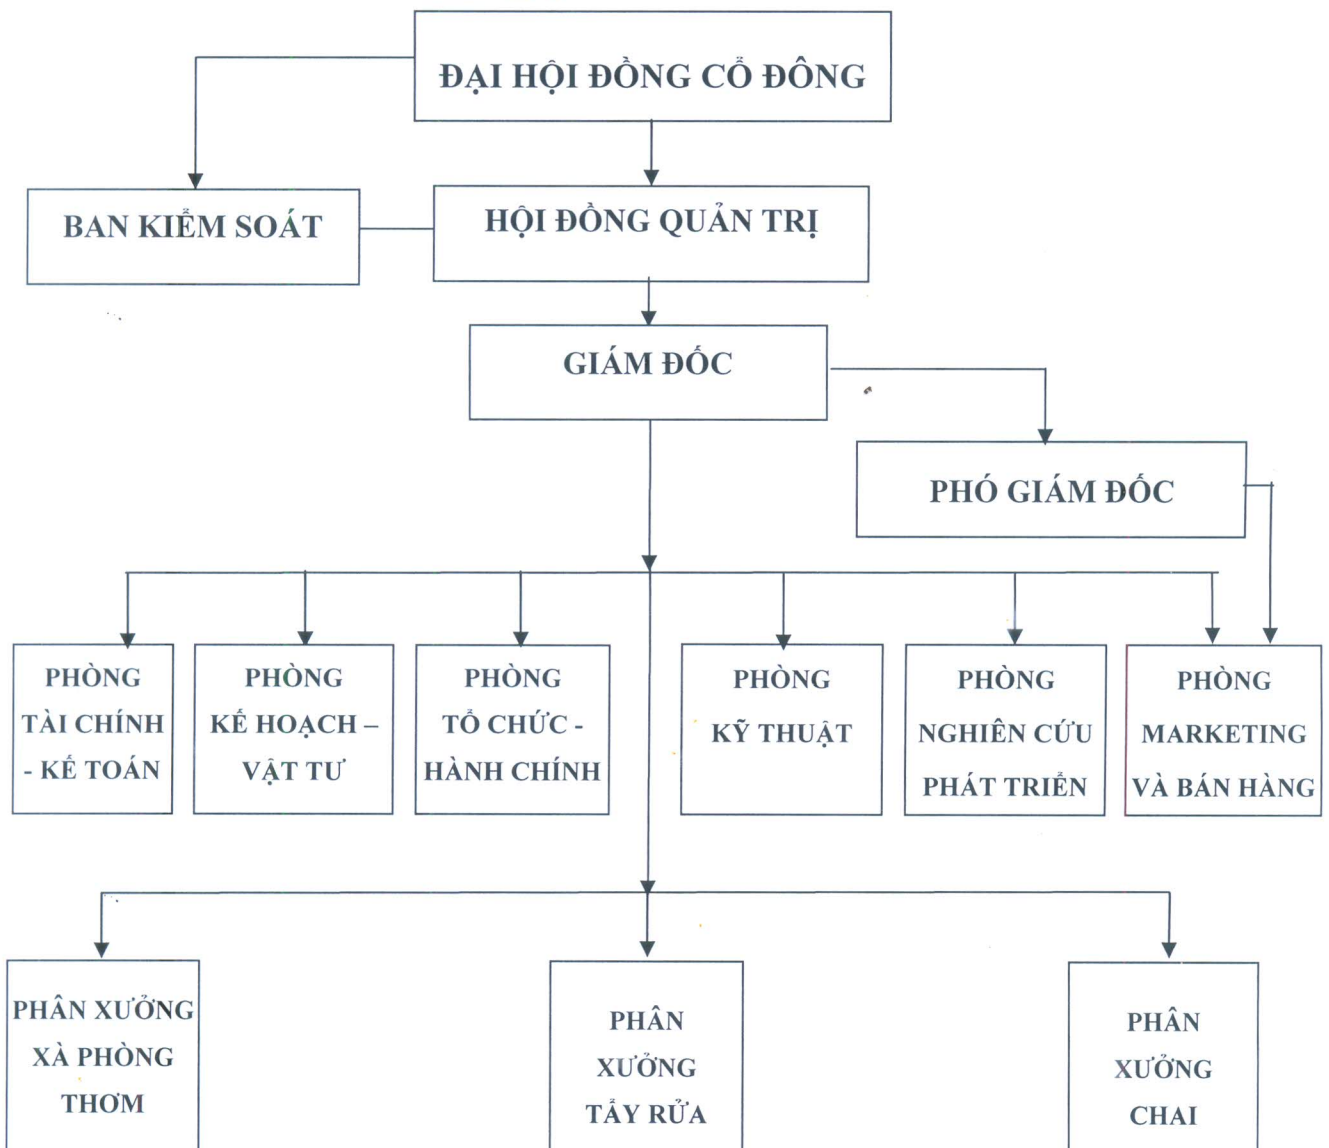 ĐẠI HỘI ĐỒNG CỔ ĐÔNG
BAN KIỂM SOÁT
HỘI ĐỒNG QUẢN TRỊ
GIÁM ĐỐC
PHÓ GIÁM ĐỐC
PHÒNG
TÀI CHÍNH
- KẾ TOÁN
PHÒNG
KẾ HOẠCH –
VẬT TƯ
PHÒNG
TỔ CHỨC -
HÀNH CHÍNH
PHÒNG
KỸ THUẬT
PHÒNG
NGHIÊN CỨU
PHÁT TRIỂN
PHÒNG
MARKETING
VÀ BÁN HÀNG
PHÂN XƯỞNG
XÀ PHÒNG
THƠM
PHÂN
XƯỞNG
TẨY RỬA
PHÂN
XƯỞNG
CHAI